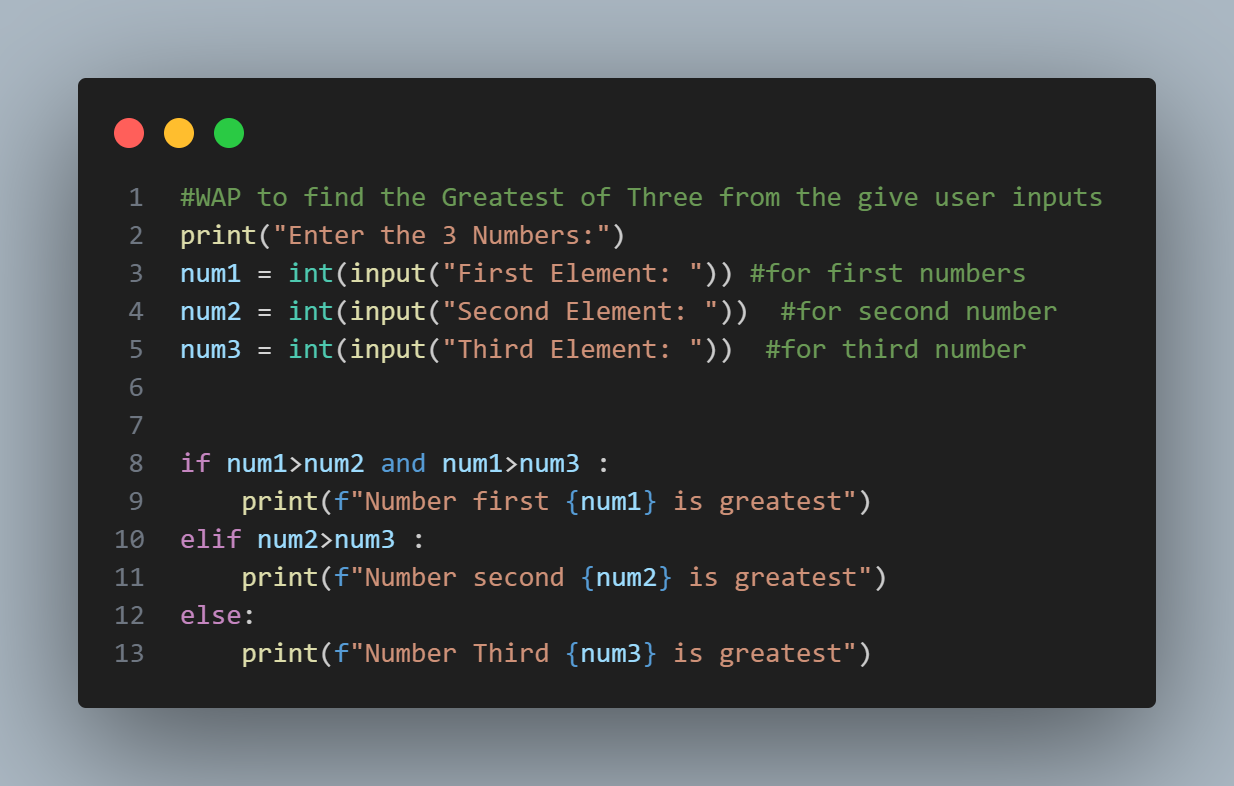 1 #WAP to find the Greatest of Three from the give user inputs
2 print("Enter the 3 Numbers:")
3 num1 = int(input("First Element: ")) #for first numbers
4 num2 = int(input("Second Element: "))  #for second number
5 num3 = int(input("Third Element: "))  #for third number
6
7
8 if num1>num2 and num1>num3 :
9     print(f"Number first {num1} is greatest")
10 elif num2>num3 :
11     print(f"Number second {num2} is greatest")
12 else:
13     print(f"Number Third {num3} is greatest")